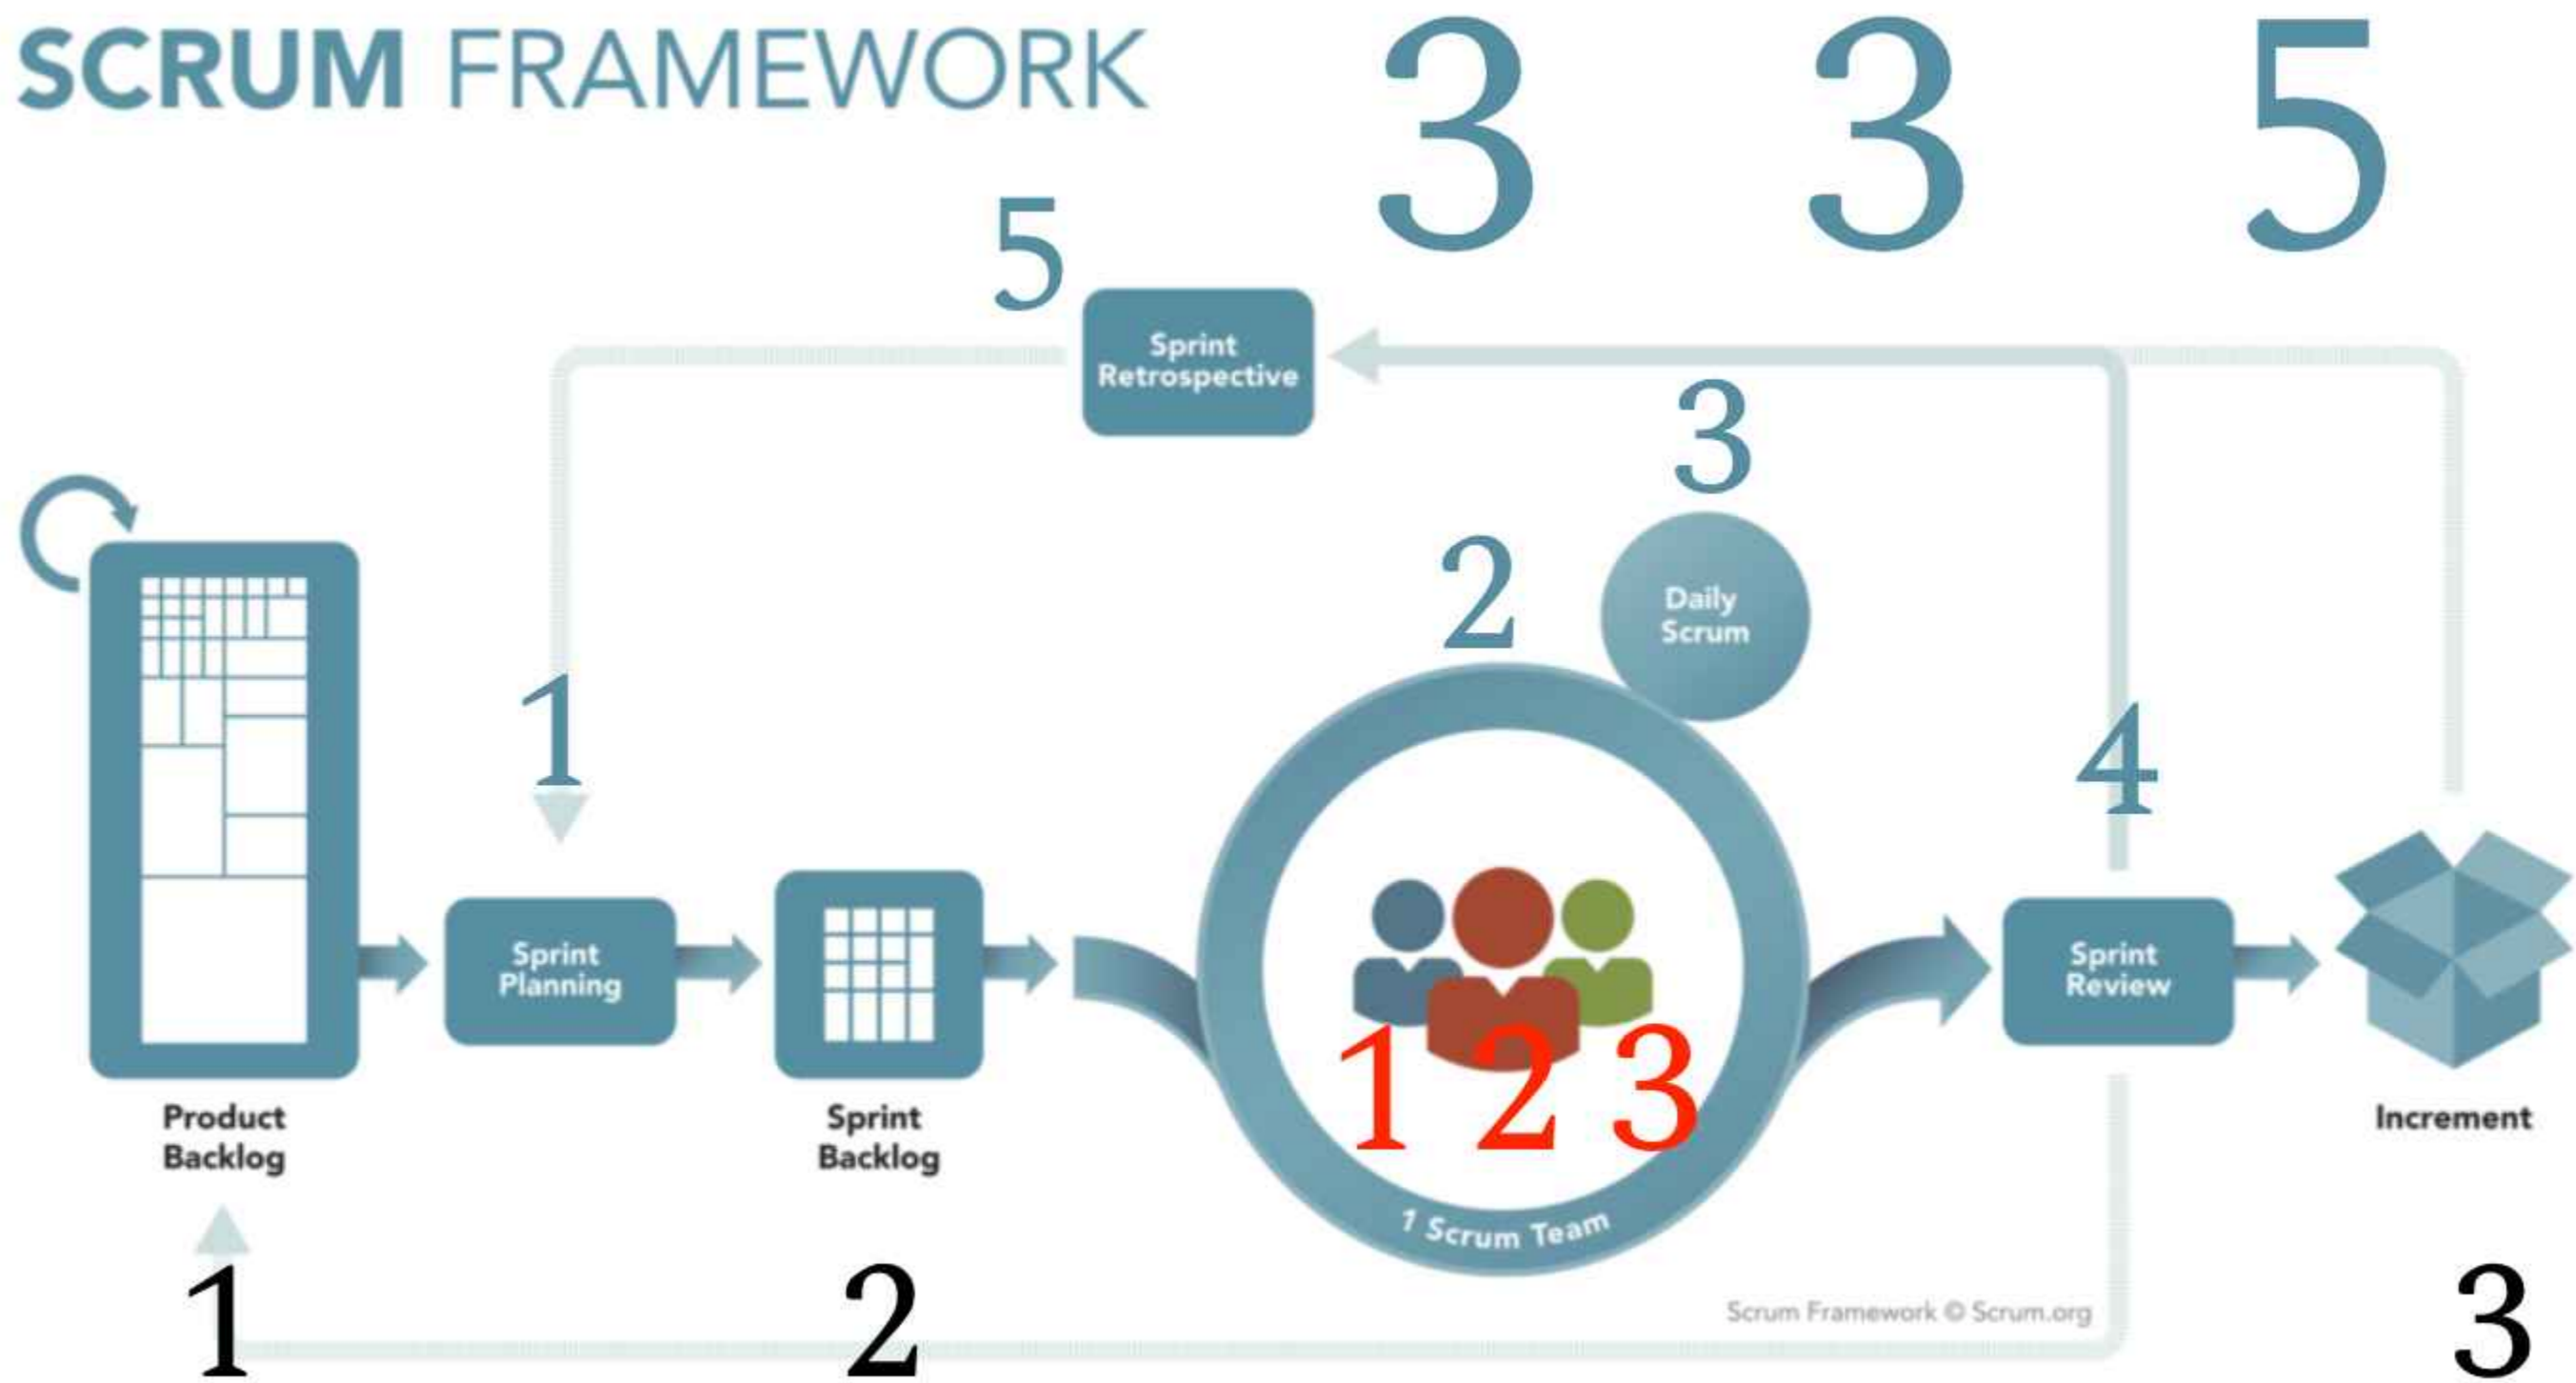 SCRUM FRAMEWORK
3 3 5
5
Sprint
Retrospective
3
2
Daily
Scrum
1
4
Sprint
Planning
Sprint
Review
1 2 3
Product
Backlog
Sprint
Backlog
Increment
1 Scrum Team
Scrum Framework © Scrum.org
1
2
3